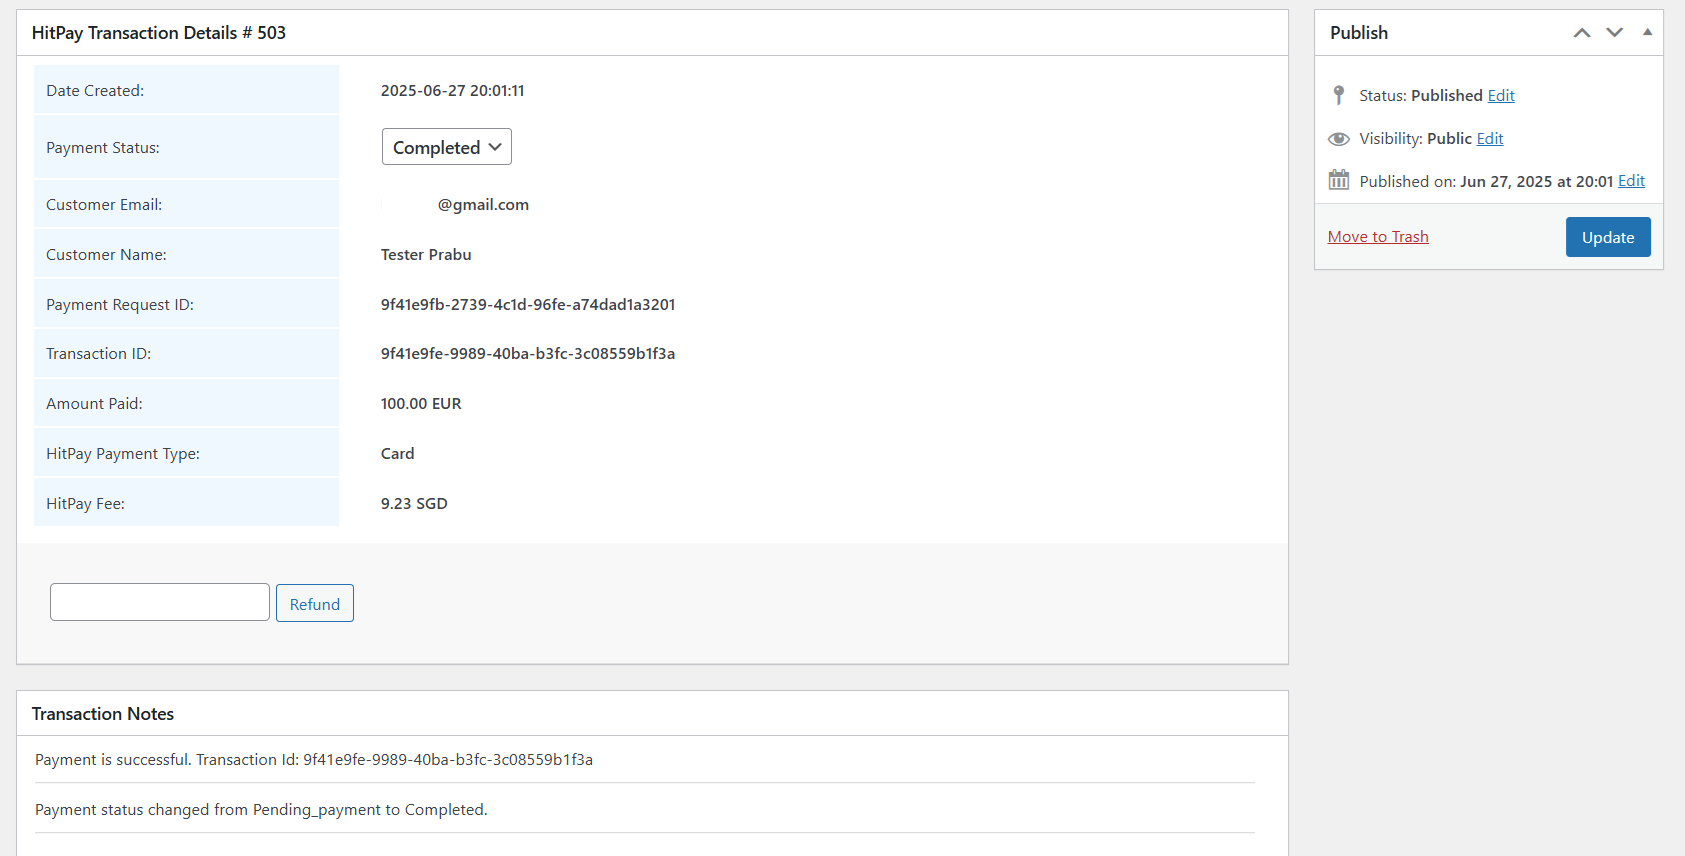 HitPay Transaction Details # 503
Date Created: 2025-06-27 20:01:11
Payment Status: Completed
Customer Email: @gmail.com
Customer Name: Tester Prabu
Payment Request ID: 9f41e9fb-2739-4c1d-96fe-a74dad1a3201
Transaction ID: 9f41e9fe-9989-40ba-b3fc-3c08559b1f3a
Amount Paid: 100.00 EUR
HitPay Payment Type: Card
HitPay Fee: 9.23 SGD
Refund
Transaction Notes
Payment is successful. Transaction Id: 9f41e9fe-9989-40ba-b3fc-3c08559b1f3a
Payment status changed from Pending_payment to Completed.
Publish
Status: Published Edit
Visibility: Public Edit
Published on: Jun 27, 2025 at 20:01 Edit
Move to Trash Update